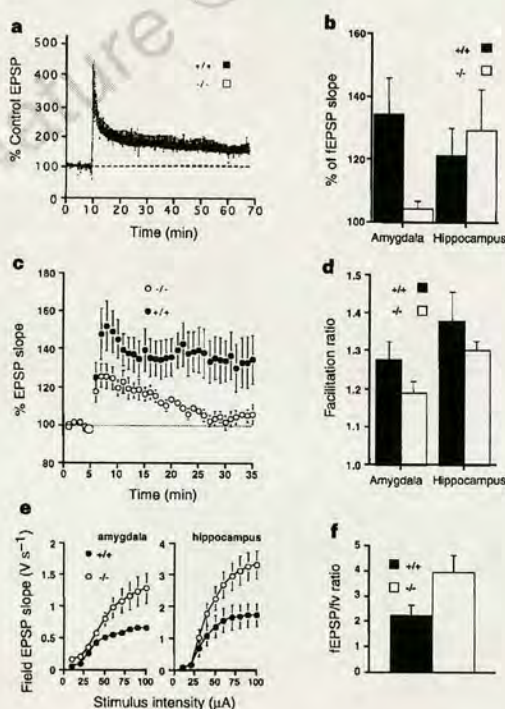 a
% Control EPSP
500
400
300
200
100
+/+
-/-
0 10 20 30 40 50 60 70
Time (min)
b
% of fEPSP slope
140
120
100
+/+
-/-
Amygdala Hippocampus
c
% EPSP slope
180
160
140
120
100
80
-/-
+/+
0 5 10 15 20 25 30 35
Time (min)
d
Facilitation ratio
1.5
1.4
1.3
1.2
1.1
1.0
+/+
-/-
Amygdala Hippocampus
e
Field EPSP slope (V s⁻¹)
amygdala
+/+
-/-
2
1.5
1
0.5
0
0 25 50 75 100
hippocampus
4
3
2
1
0
0 25 50 75 100
Stimulus intensity (µA)
f
fEPSP/fv ratio
5
4
3
2
1
0
+/+
-/-